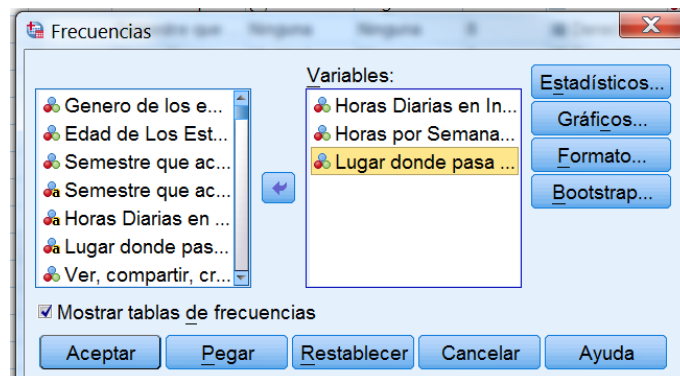 Frecuencias
Variables:
Genero de los e...
Edad de Los Est...
Semestre que ac...
Semestre que ac...
Horas Diarias en ...
Lugar donde pas...
Ver, compartir, cr...
Horas Diarias en In...
Horas por Semana...
Lugar donde pasa ...
Estadísticos...
Gráficos...
Formato...
Bootstrap...
Mostrar tablas de frecuencias
Aceptar Pegar Restablecer Cancelar Ayuda